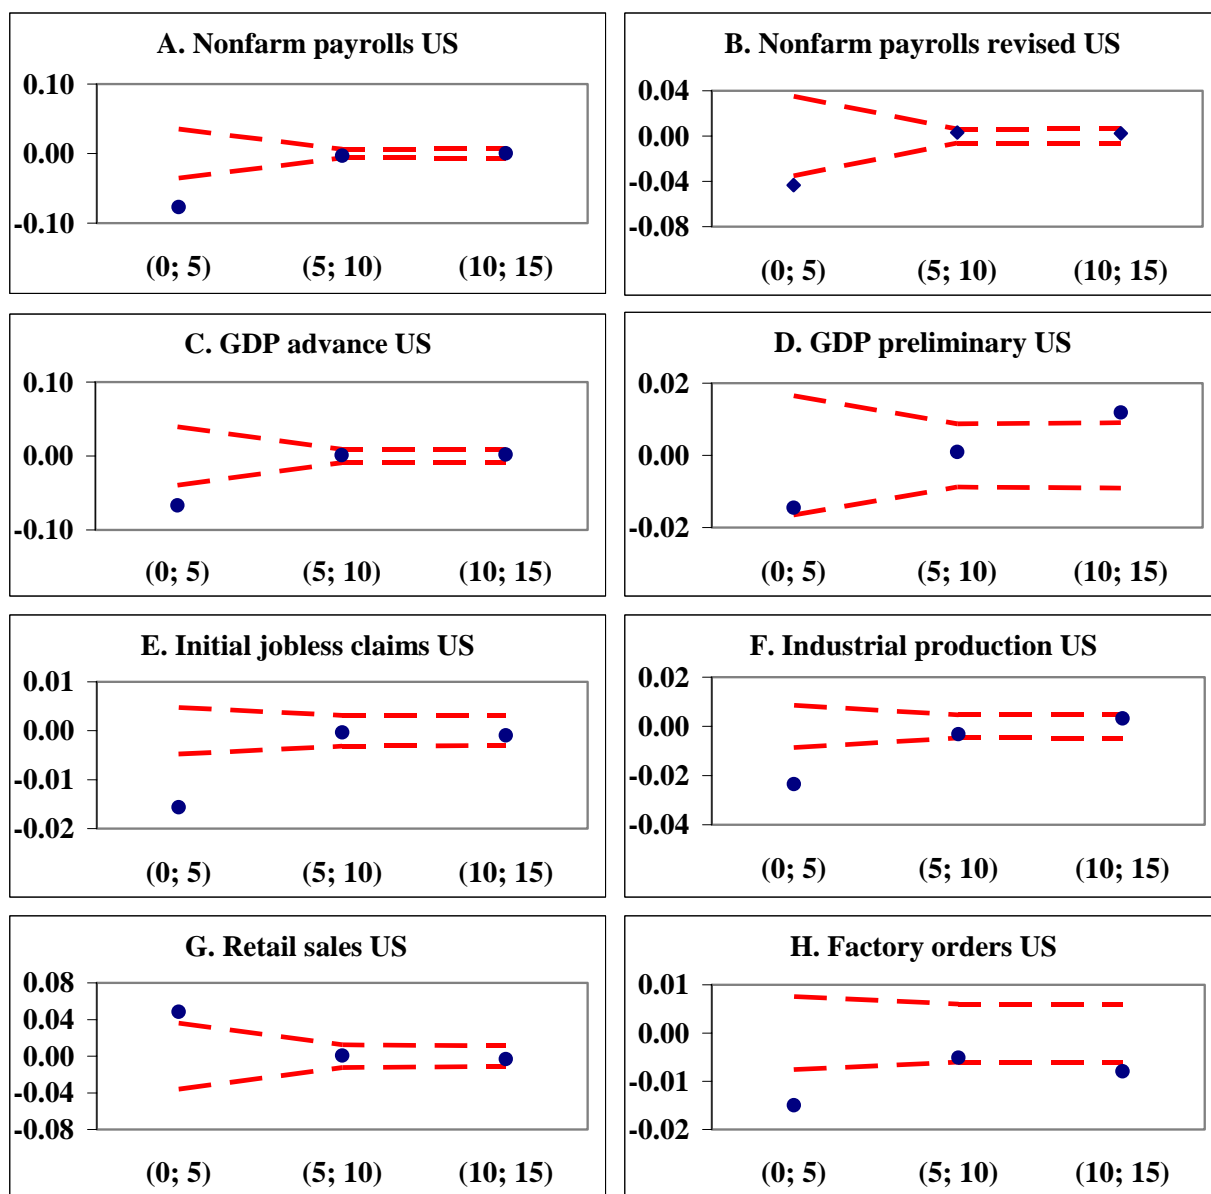 A. Nonfarm payrolls US
0.10
0.00
-0.10
(0; 5) (5; 10) (10; 15)
B. Nonfarm payrolls revised US
0.04
0.00
-0.04
-0.08
(0; 5) (5; 10) (10; 15)
C. GDP advance US
0.10
0.00
-0.10
(0; 5) (5; 10) (10; 15)
D. GDP preliminary US
0.02
0.00
-0.02
(0; 5) (5; 10) (10; 15)
E. Initial jobless claims US
0.01
0.00
-0.01
-0.02
(0; 5) (5; 10) (10; 15)
F. Industrial production US
0.02
0.00
-0.02
-0.04
(0; 5) (5; 10) (10; 15)
G. Retail sales US
0.08
0.04
0.00
-0.04
-0.08
(0; 5) (5; 10) (10; 15)
H. Factory orders US
0.01
0.00
-0.01
-0.02
(0; 5) (5; 10) (10; 15)